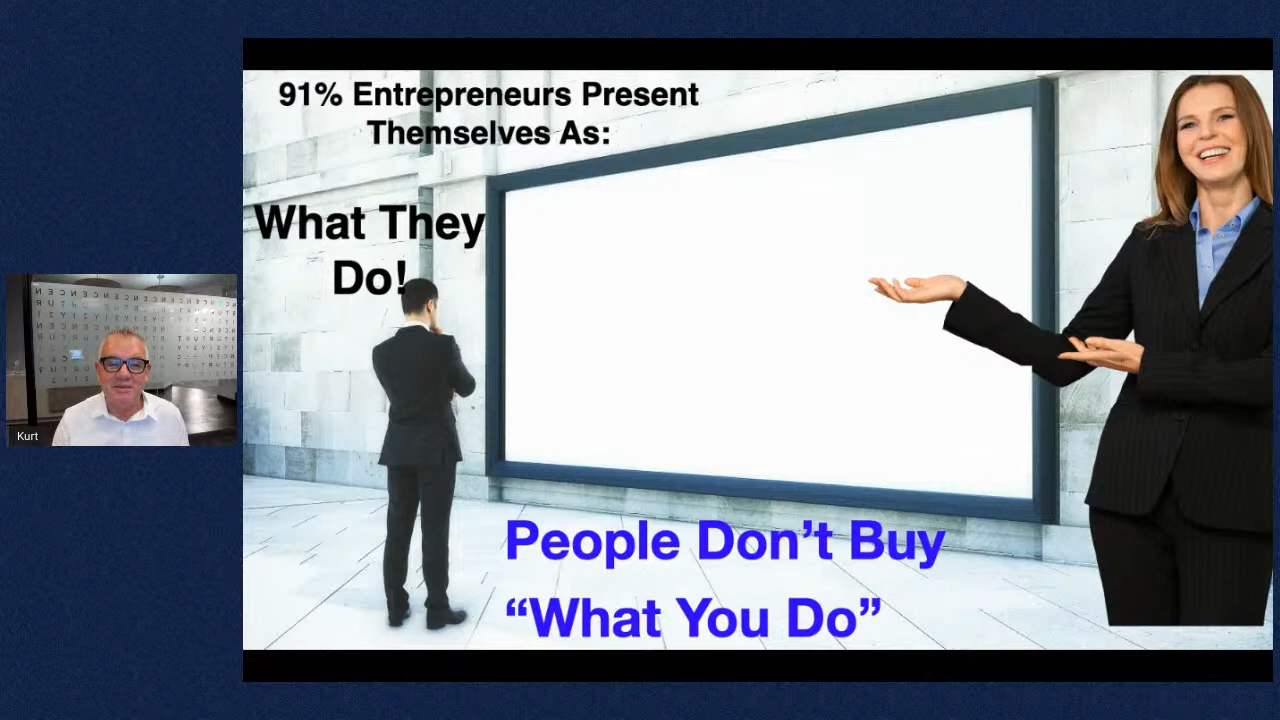 91% Entrepreneurs Present
Themselves As:
What They
Do!
People Don’t Buy
“What You Do”
Kurt